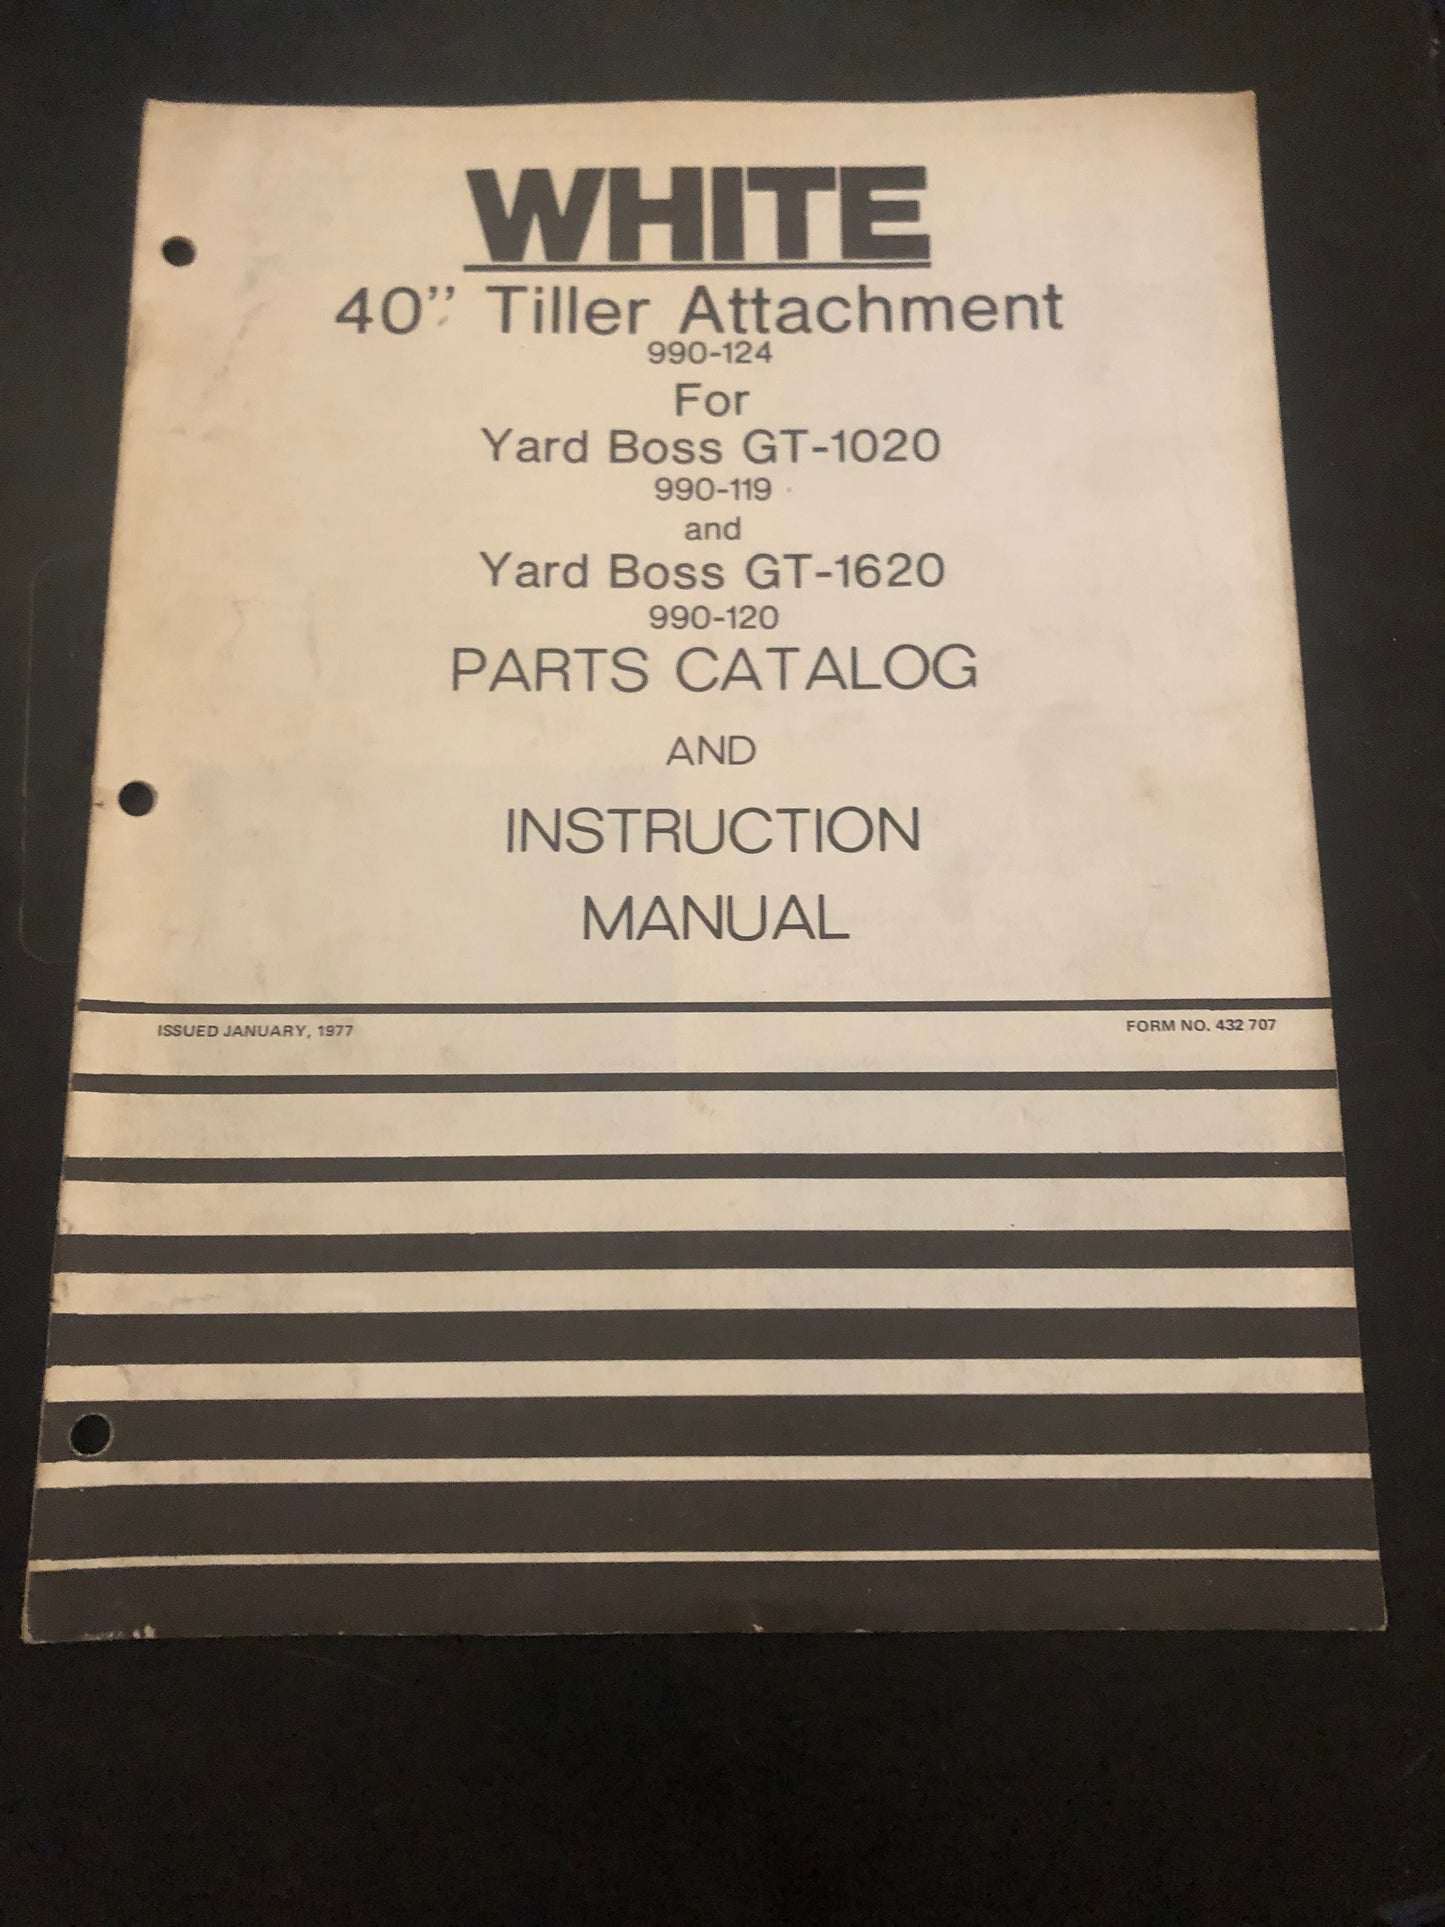 WHITE
40” Tiller Attachment
990-124
For
Yard Boss GT-1020
990-119
and
Yard Boss GT-1620
990-120
PARTS CATALOG
AND
INSTRUCTION
MANUAL
ISSUED JANUARY, 1977
FORM NO. 432 707